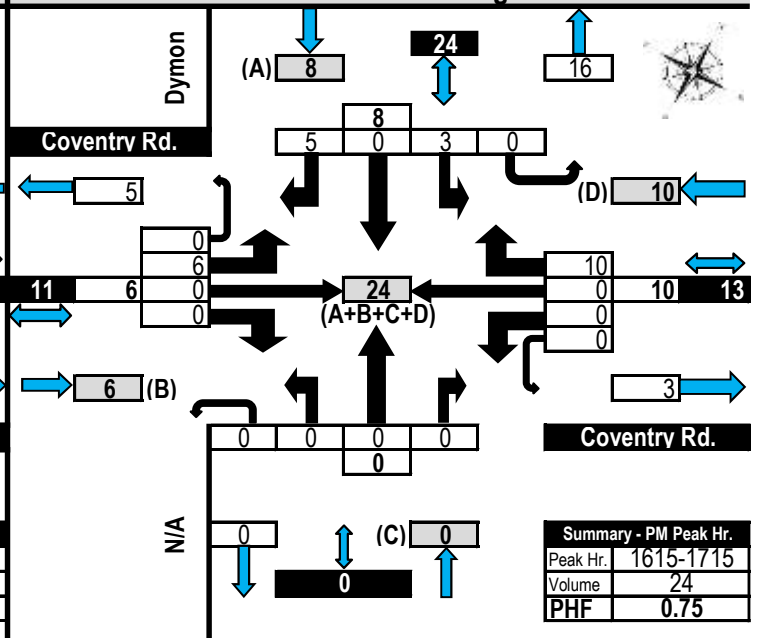 Dymon
(A) 8
24
16
8
Coventry Rd.
5 0 3 0
5
(D) 10
0
6
0
0
11 6
24
(A+B+C+D)
10
0
0
0
10 13
6 (B)
3
0 0 0 0
0
Coventry Rd.
N/A
0
(C) 0
0
Summary - PM Peak Hr.
Peak Hr. 1615-1715
Volume 24
PHF 0.75